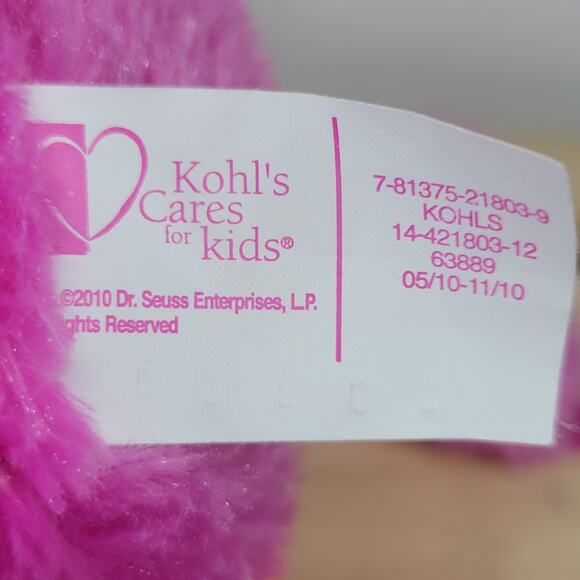 Kohl's
Cares
for kids®
©2010 Dr. Seuss Enterprises, L.P.
Reserved
7-81375-21803-9
KOHLS
14-421803-12
63889
05/10-11/10